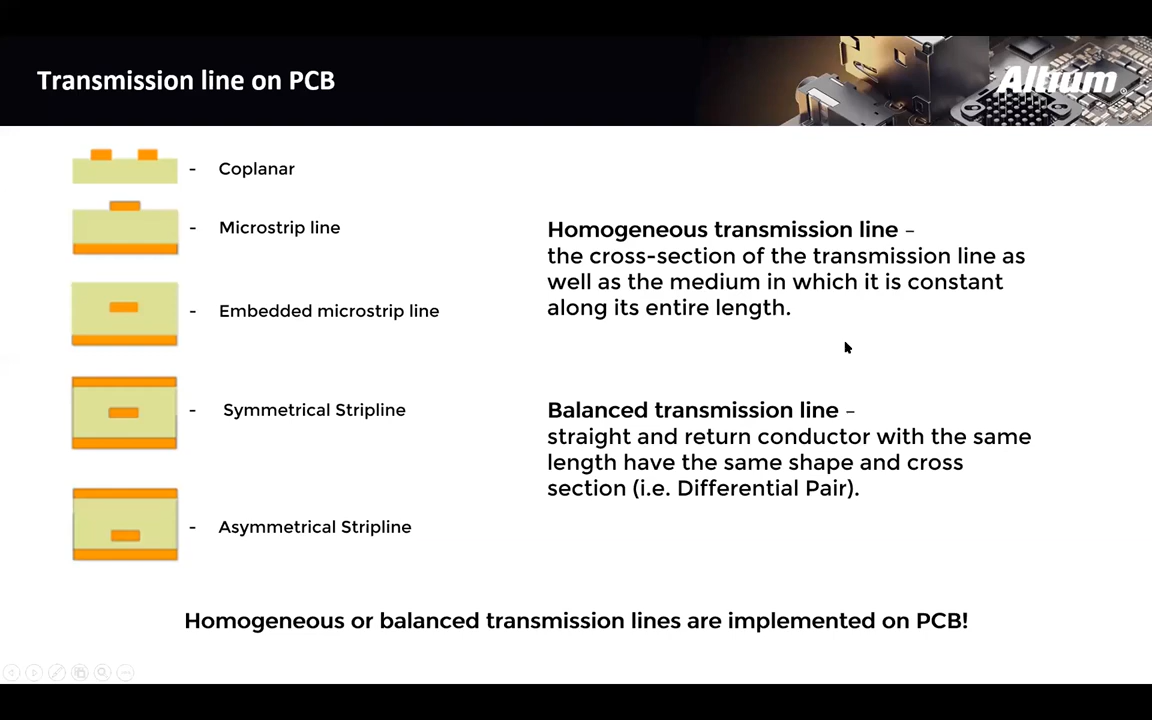 Transmission line on PCB
Altium
- Coplanar
- Microstrip line
- Embedded microstrip line
- Symmetrical Stripline
- Asymmetrical Stripline
Homogeneous transmission line –
the cross-section of the transmission line as
well as the medium in which it is constant
along its entire length.
Balanced transmission line –
straight and return conductor with the same
length have the same shape and cross
section (i.e. Differential Pair).
Homogeneous or balanced transmission lines are implemented on PCB!